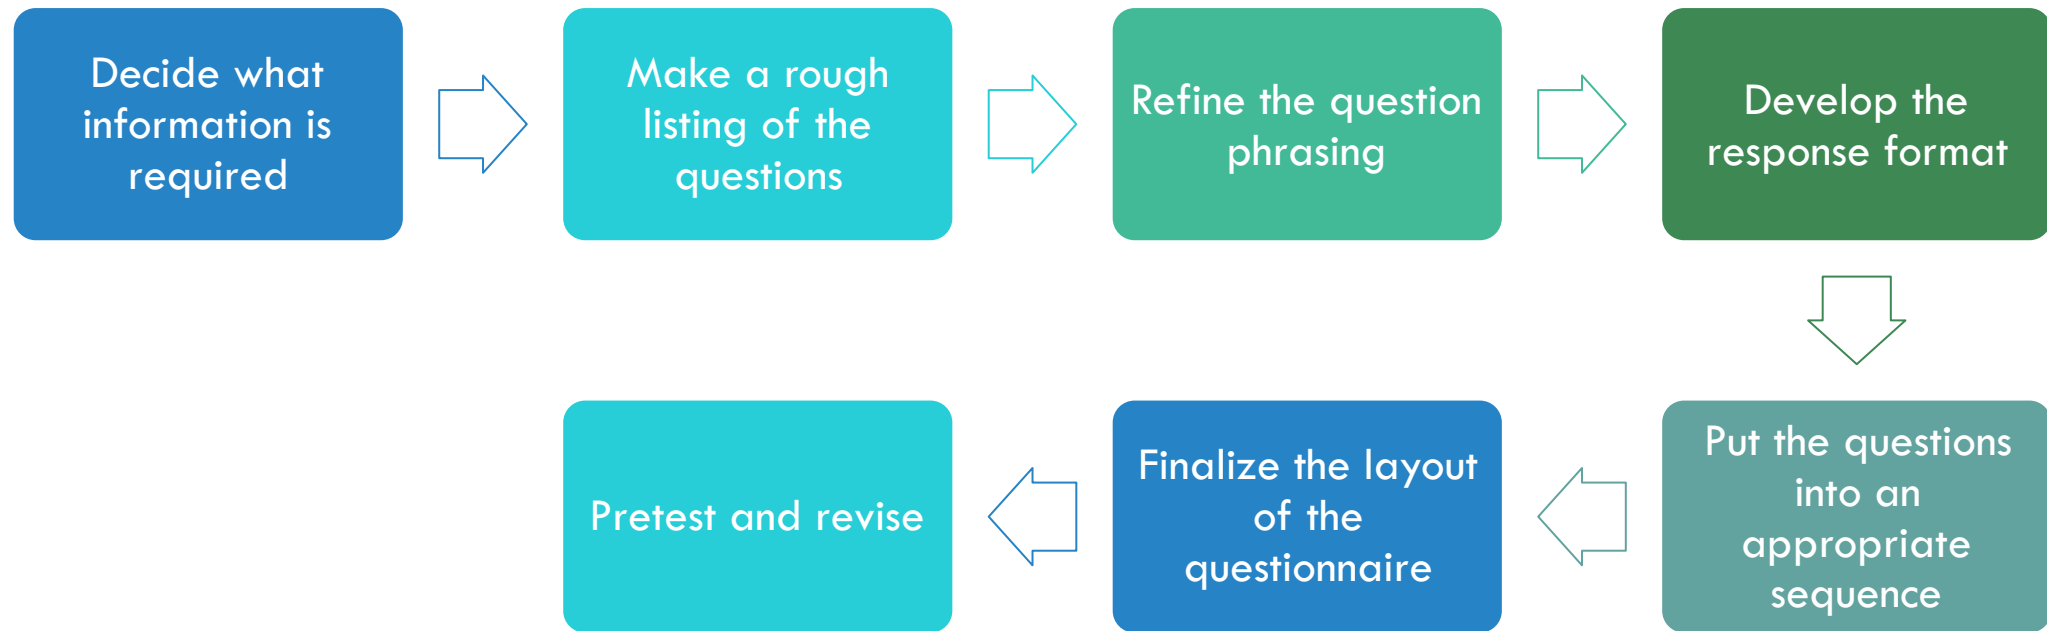 Decide what
information is
required
Make a rough
listing of the
questions
Refine the question
phrasing
Develop the
response format
Put the questions
into an
appropriate
sequence
Finalize the layout
of the
questionnaire
Pretest and revise